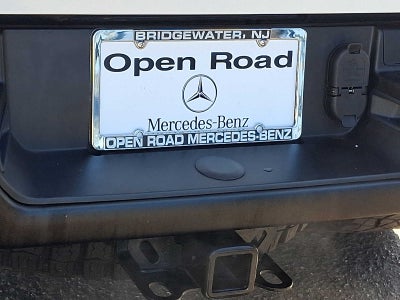 BRIDGEWATER, NJ
Open Road
Mercedes-Benz
OPEN ROAD MERCEDES-BENZ